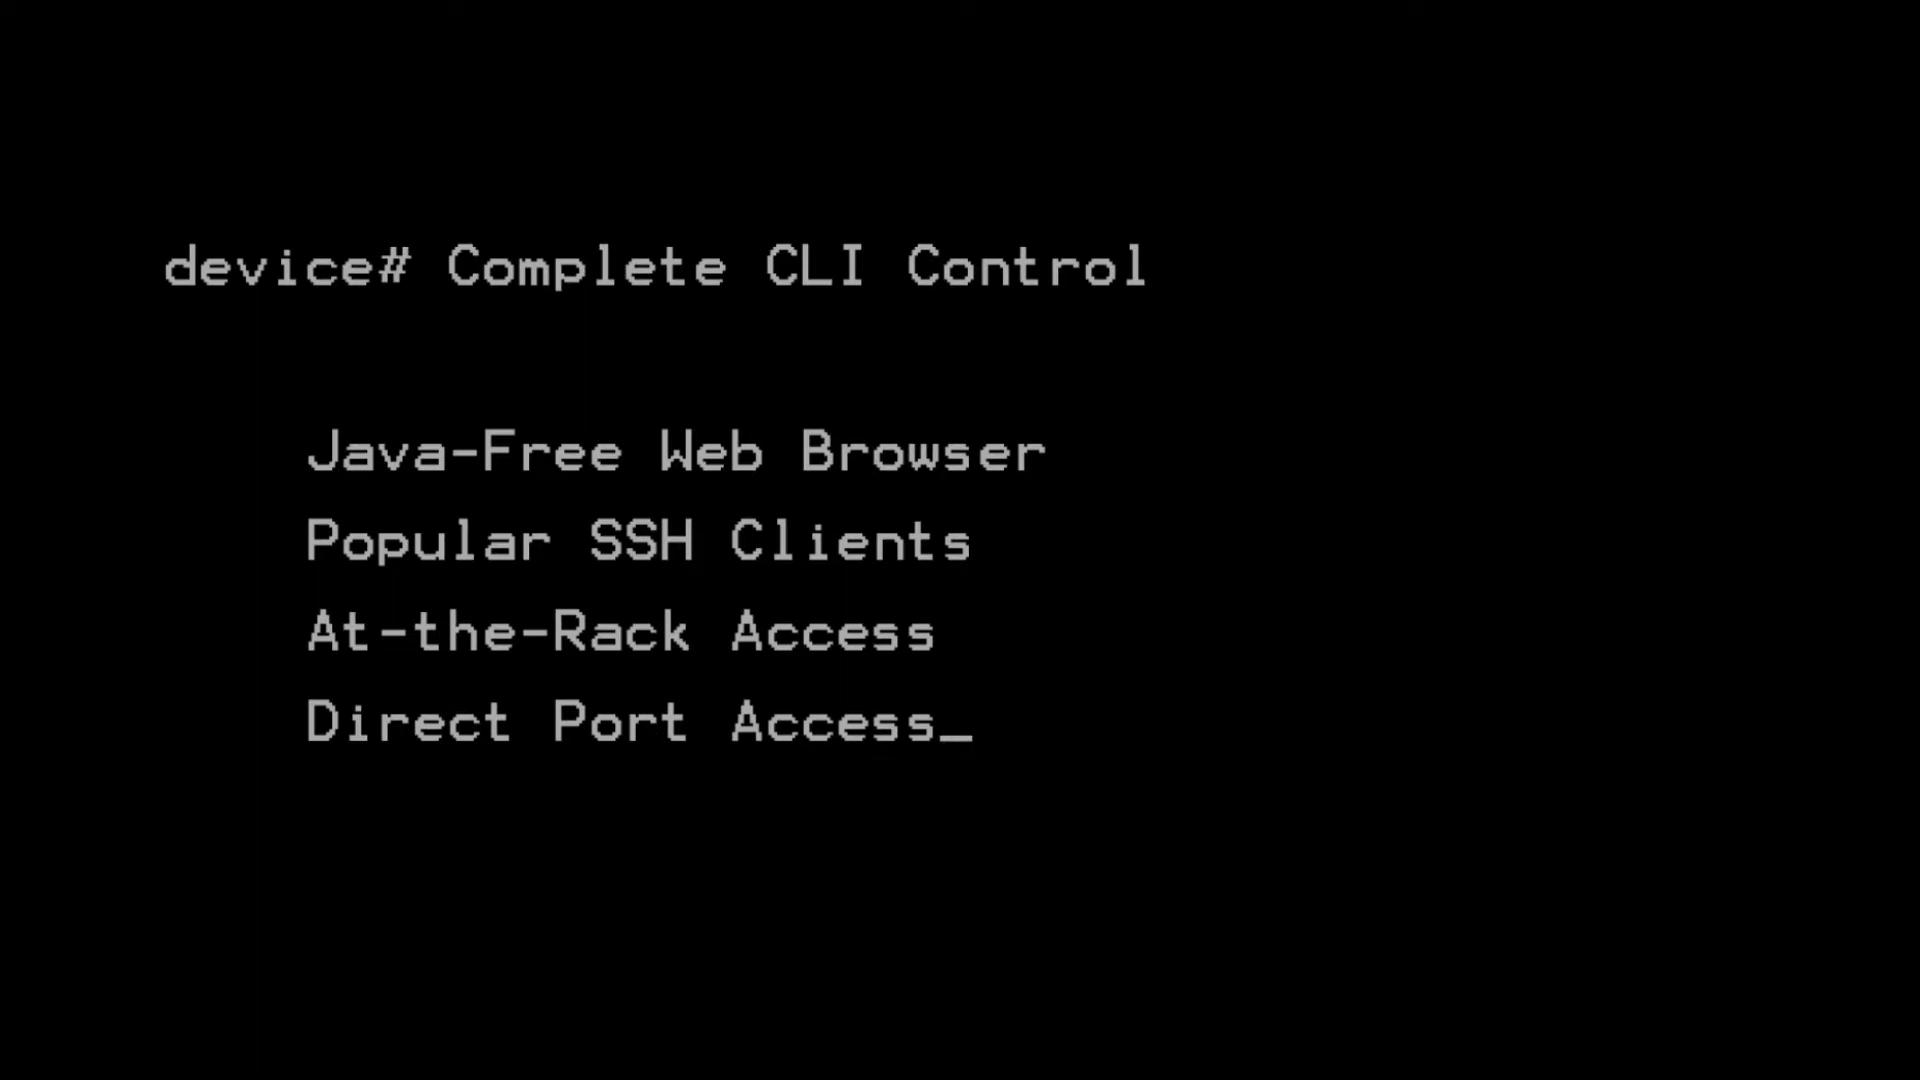 device# Complete CLI Control
Java-Free Web Browser
Popular SSH Clients
At-the-Rack Access
Direct Port Access_